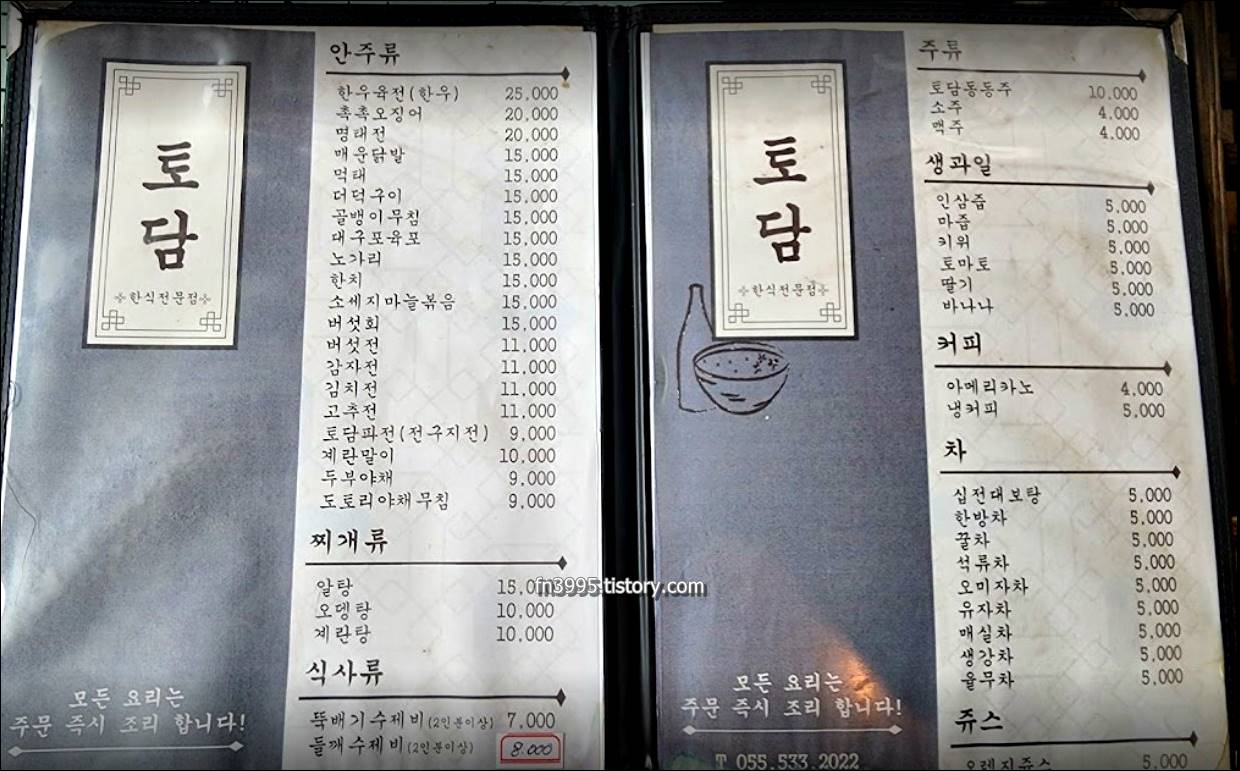 토담
한식전문점
모든 요리는
주문 즉시 조리 합니다!
안주류
한우육전(한우) 25,000
촉촉오징어 20,000
명태전 20,000
매운닭발 15,000
먹태 15,000
더덕구이 15,000
골뱅이무침 15,000
대구포육포 15,000
노가리 15,000
한치 15,000
소세지마늘볶음 15,000
버섯회 15,000
버섯전 11,000
감자전 11,000
김치전 11,000
고추전 11,000
토담파전(전구지전) 9,000
계란말이 10,000
두부야채 9,000
도토리야채무침 9,000
찌개류
알탕 15,000
오뎅탕 10,000
계란탕 10,000
식사류
뚝배기수제비(2인분이상) 7,000
들깨수제비(2인분이상) 8,000
fn3995.tistory.com
토담
한식전문점
모든 요리는
주문 즉시 조리 합니다!
T 055.533.2022
주류
토담동동주 10,000
소주 4,000
맥주 4,000
생과일
인삼즙 5,000
마즙 5,000
키위 5,000
토마토 5,000
딸기 5,000
바나나 5,000
커피
아메리카노 4,000
냉커피 5,000
차
십전대보탕 5,000
한방차 5,000
꿀차 5,000
석류차 5,000
오미자차 5,000
유자차 5,000
매실차 5,000
생강차 5,000
율무차 5,000
쥬스
오렌지쥬스 5,000